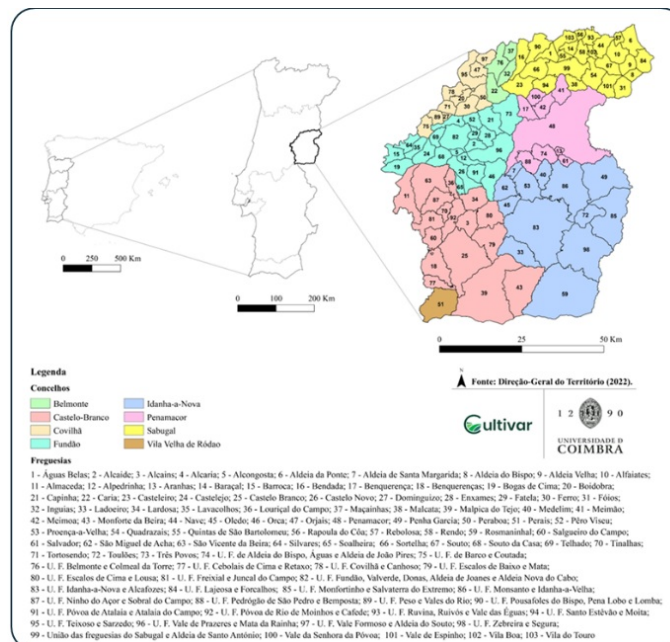 0 250 500 Km
0 100 200 Km
0 25 50 Km
Legenda
Concelhos
Belmonte
Castelo-Branco
Covilhã
Fundão
Idanha-a-Nova
Penamacor
Sabugal
Vila Velha de Ródao
N Fonte: Direção-Geral do Território (2022).
Cultivar
1 2 9 0
UNIVERSIDADE D
COIMBRA
Freguesias
1 - Águas Belas; 2 - Alcaide; 3 - Alcains; 4 - Alcaria; 5 - Alcongosta; 6 - Aldeia da Ponte; 7 - Aldeia de Santa Margarida; 8 - Aldeia do Bispo; 9 - Aldeia Velha; 10 - Alfaiates;
11 - Almaceda; 12 - Alpedrinha; 13 - Aranhas; 14 - Baraçal; 15 - Barroca; 16 - Bendada; 17 - Benquerença; 18 - Benquerenças; 19 - Bogas de Cima; 20 - Boidobra;
21 - Capinha; 22 - Caria; 23 - Casteleiro; 24 - Castelejo; 25 - Castelo Branco; 26 - Castelo Novo; 27 - Dominguizo; 28 - Enxames; 29 - Fatela; 30 - Ferro; 31 - Fóios;
32 - Inguias; 33 - Ladoeiro; 34 - Lardosa; 35 - Lavacolhos; 36 - Louriçal do Campo; 37 - Maçainhas; 38 - Malcata; 39 - Malpica do Tejo; 40 - Medelim; 41 - Meimão;
42 - Meimoa; 43 - Monforte da Beira; 44 - Nave; 45 - Oledo; 46 - Orca; 47 - Orjais; 48 - Penamacor; 49 - Penha Garcia; 50 - Peraboa; 51 - Perais; 52 - Pêro Viseu;
53 - Proença-a-Velha; 54 - Quadrazais; 55 - Quintas de São Bartolomeu; 56 - Rapoula do Côa; 57 - Rebolosa; 58 - Rendo; 59 - Rosmaninhal; 60 - Salgueiro do Campo;
61 - Salvador; 62 - São Miguel de Acha; 63 - São Vicente da Beira; 64 - Silvares; 65 - Soalheira; 66 - Sortelha; 67 - Souto; 68 - Souto da Casa; 69 - Telhado; 70 - Tinalhas;
71 - Tortosendo; 72 - Toulões; 73 - Três Povos; 74 - U. F. de Aldeia do Bispo, Águas e Aldeia de João Pires; 75 - U. F. de Barco e Coutada;
76 - U. F. Belmonte e Colmeal da Torre; 77 - U. F. Cebolais de Cima e Retaxo; 78 - U. F. Covilhã e Canhoso; 79 - U. F. Escalos de Baixo e Mata;
80 - U. F. Escalos de Cima e Lousa; 81 - U. F. Freixial e Juncal do Campo; 82 - U. F. Fundão, Valverde, Donas, Aldeia de Joanes e Aldeia Nova do Cabo;
83 - U. F. Idanha-a-Nova e Alcafozes; 84 - U. F. Lajeosa e Forcalhos; 85 - U. F. Monfortinho e Salvaterra do Extremo; 86 - U. F. Monsanto e Idanha-a-Velha;
87 - U. F. Ninho do Açor e Sobral do Campo; 88 - U. F. Pedrógão de São Pedro e Bemposta; 89 - U. F. Peso e Vales do Rio; 90 - U. F. Pousafoles do Bispo, Pena Lobo e Lomba;
91 - U. F. Póvoa de Atalaia e Atalaia do Campo; 92 - U. F. Póvoa de Rio de Moinhos e Cafede; 93 - U. F. Ruvina, Ruivós e Vale das Éguas; 94 - U. F. Santo Estêvão e Moita;
95 - U. F. Teixoso e Sarzedo; 96 - U. F. Vale de Prazeres e Mata da Rainha; 97 - U. F. Vale Formoso e Aldeia do Souto; 98 - U. F. Zebreira e Segura;
99 - União das freguesias do Sabugal e Aldeia de Santo António; 100 - Vale da Senhora da Póvoa; 101 - Vale de Espinho; 102 - Vila Boa; 103 - Vila do Touro